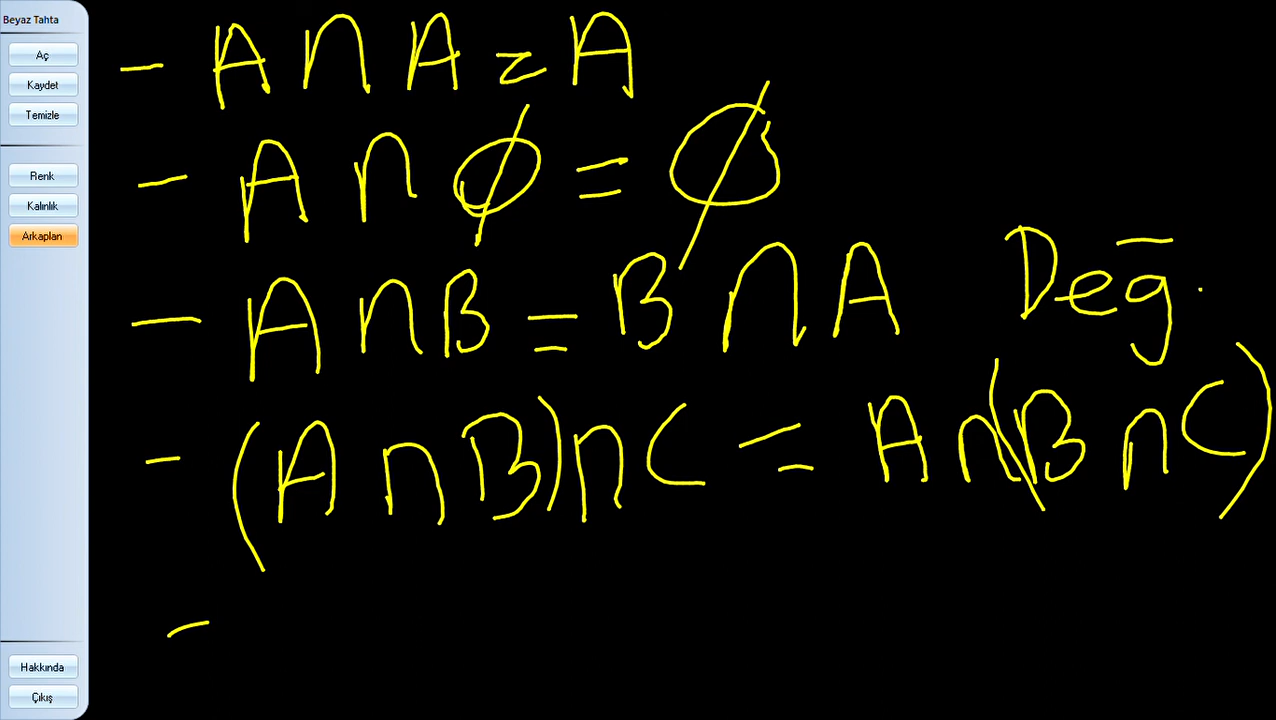 Beyaz Tahta
Aç
Kaydet
Temizle
Renk
Kalınlık
Arkaplan
Hakkında
Çıkış
- A ∩ A = A
- A ∩ ∅ = ∅
- A ∩ B = B ∩ A Değ.
- (A ∩ B) ∩ C = A ∩ (B ∩ C)
-